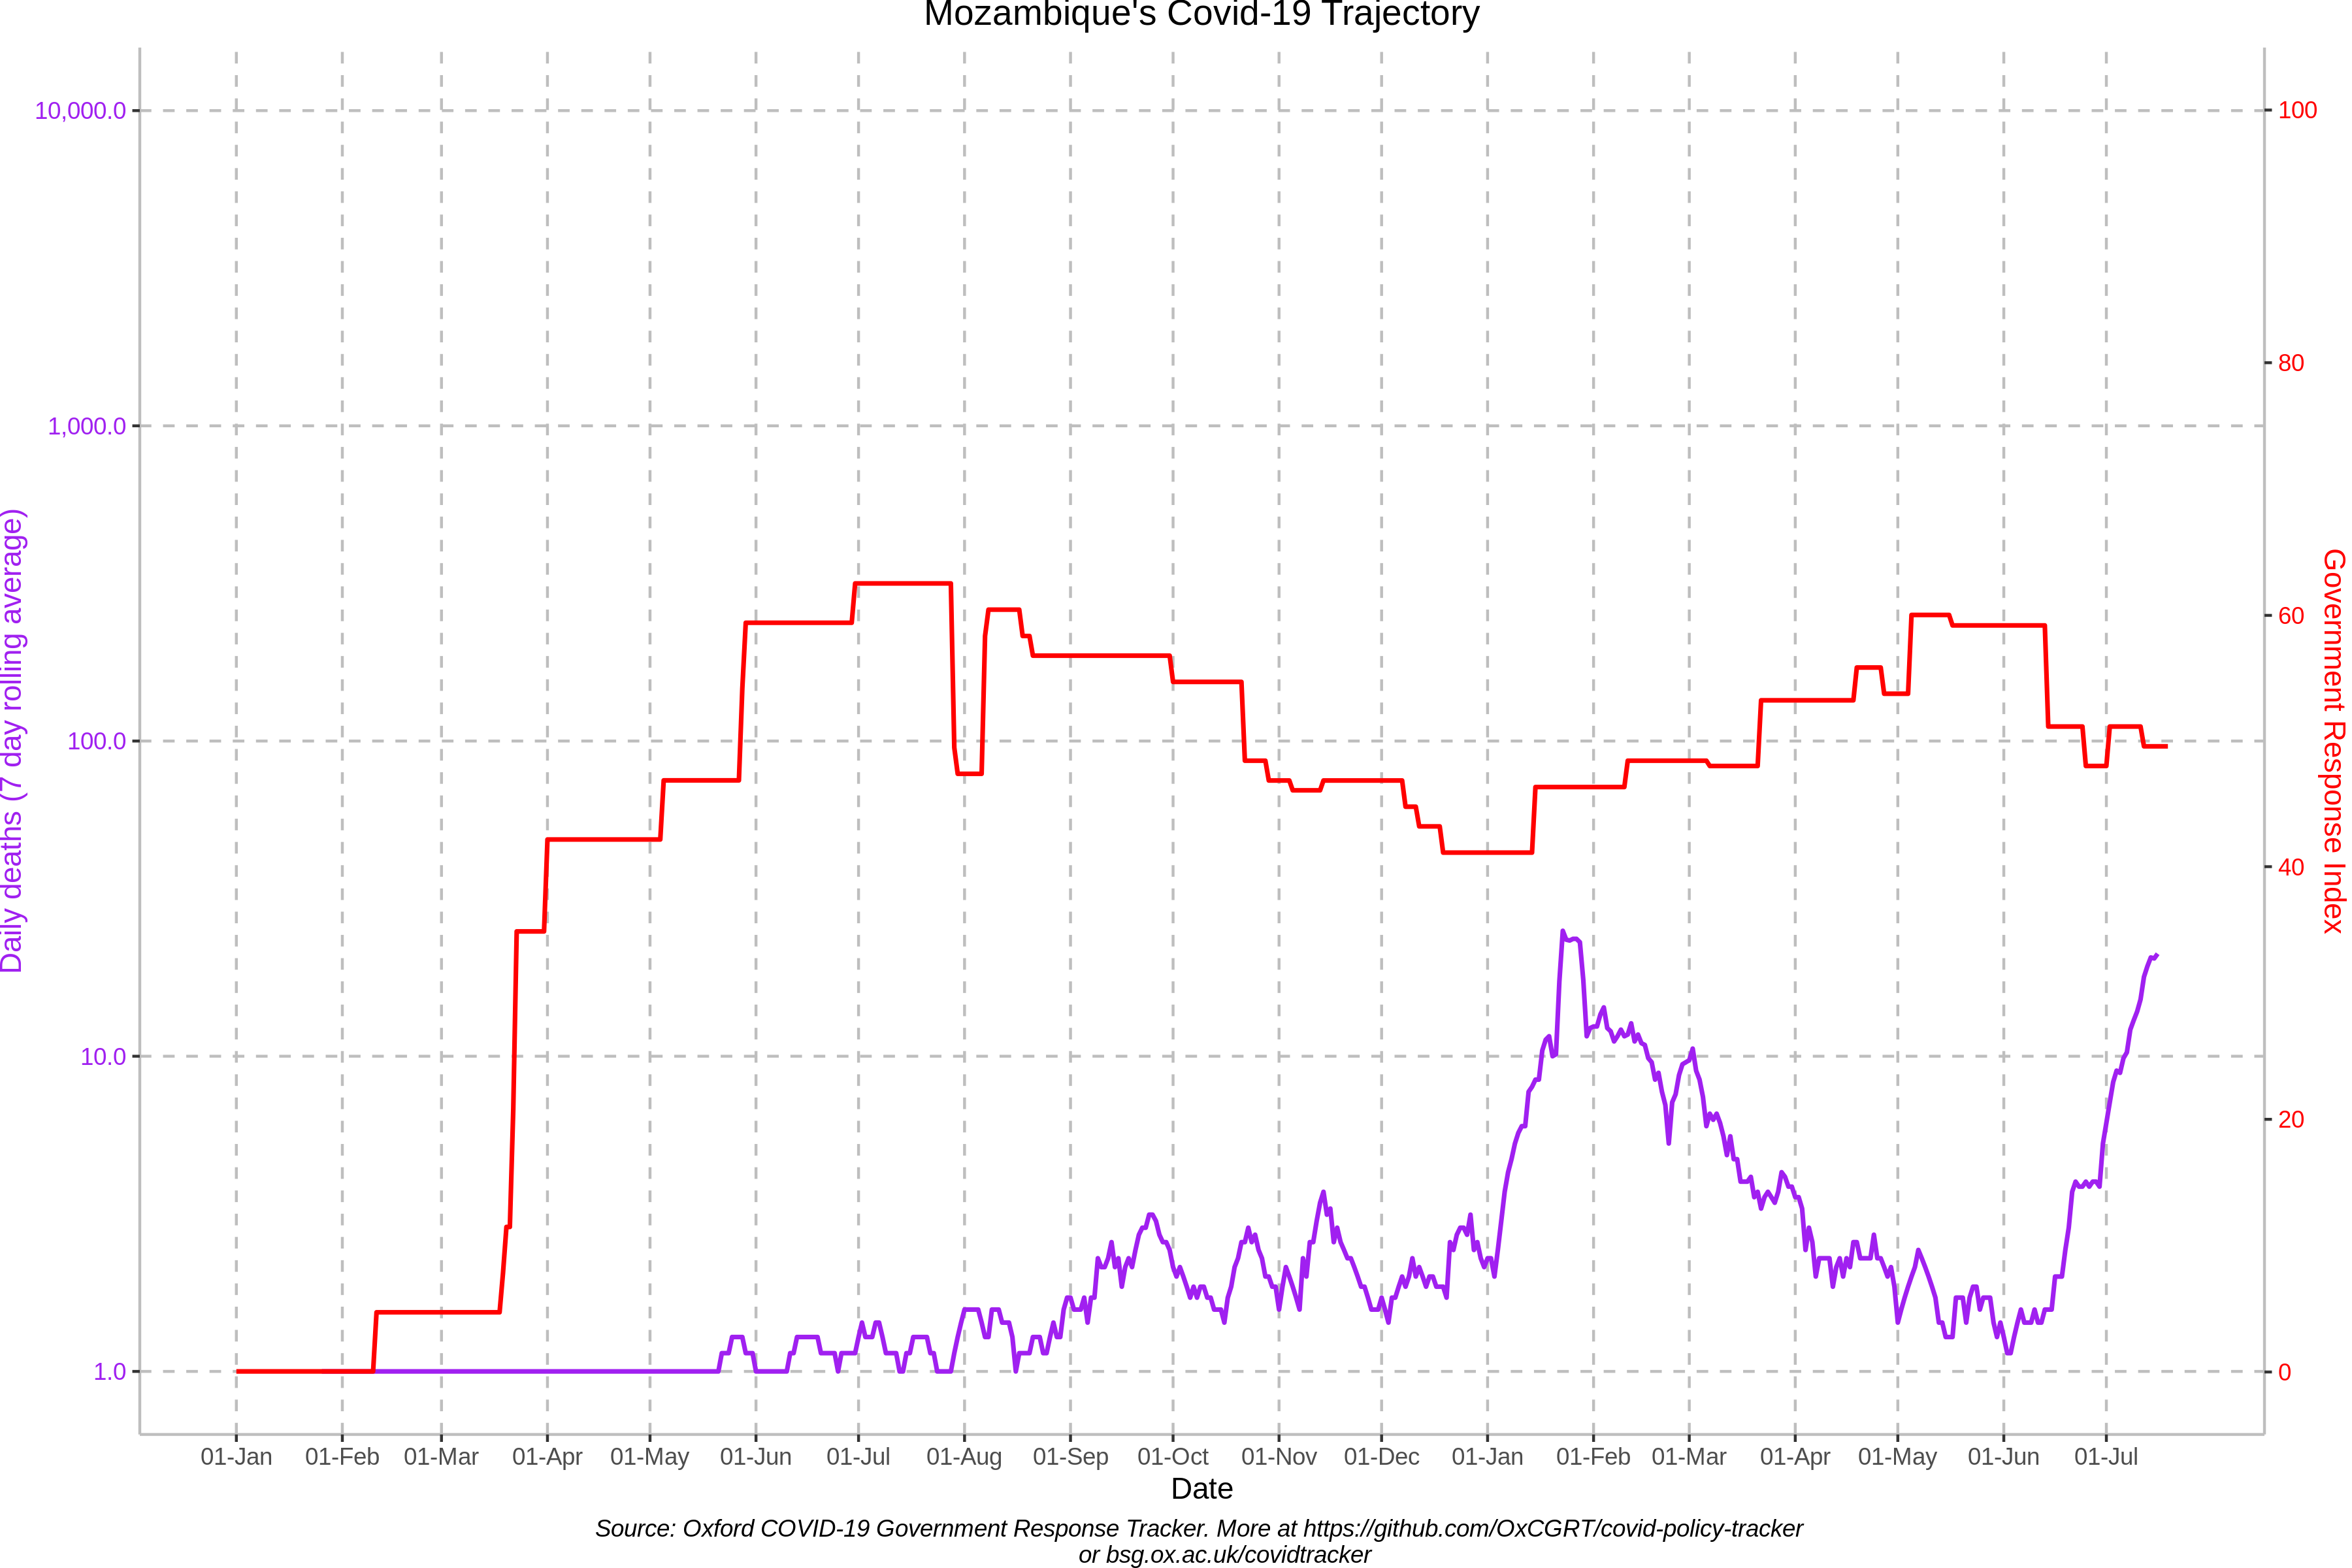 Mozambique's Covid-19 Trajectory
10,000.0
1,000.0
100.0
10.0
1.0
Daily deaths (7 day rolling average)
100
80
60
40
20
0
Government Response Index
01-Jan 01-Feb 01-Mar 01-Apr 01-May 01-Jun 01-Jul 01-Aug 01-Sep 01-Oct 01-Nov 01-Dec 01-Jan 01-Feb 01-Mar 01-Apr 01-May 01-Jun 01-Jul
Date
Source: Oxford COVID-19 Government Response Tracker. More at https://github.com/OxCGRT/covid-policy-tracker
or bsg.ox.ac.uk/covidtracker